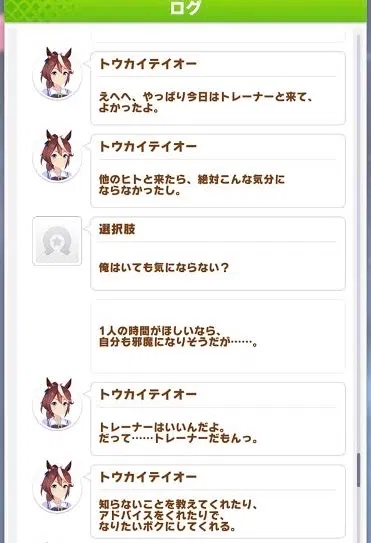 ログ
トウカイテイオー
えへへ、やっぱり今日はトレーナーと来て、
よかったよ。
トウカイテイオー
他のヒトと来たら、絶対こんな気分に
ならなかったし。
選択肢
俺はいても気にならない？
1人の時間がほしいなら、
自分も邪魔になりそうだが……。
トウカイテイオー
トレーナーはいいんだよ。
だって……トレーナーだもんっ。
トウカイテイオー
知らないことを教えてくれたり、
アドバイスをくれたりで、
なりたいボクにしてくれる。